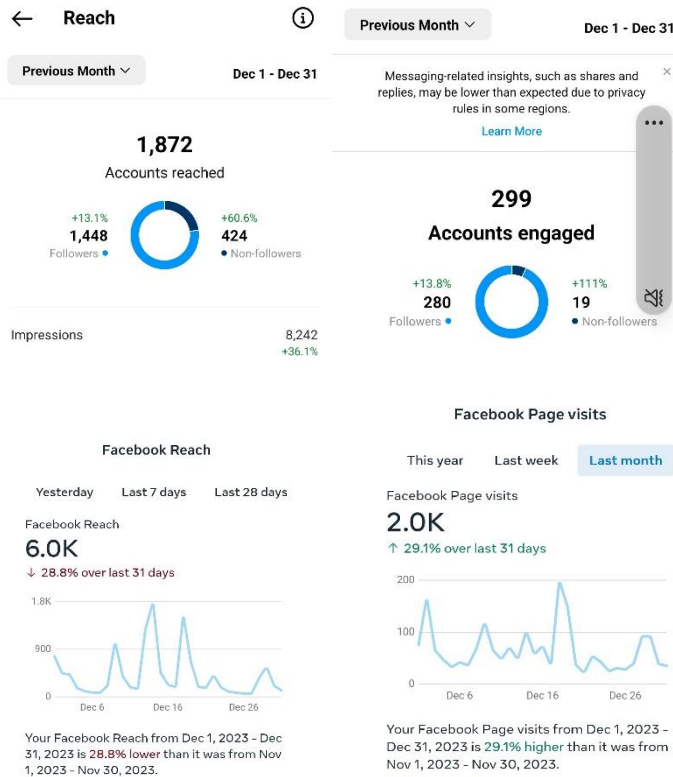 Reach
Previous Month
Dec 1 - Dec 31
1,872
Accounts reached
+13.1%
1,448
Followers
+60.6%
424
Non-followers
Impressions
8,242
+36.1%
Previous Month
Dec 1 - Dec 31
Messaging-related insights, such as shares and
replies, may be lower than expected due to privacy
rules in some regions.
Learn More
299
Accounts engaged
+13.8%
280
Followers
+111%
19
Non-followers
Facebook Reach
Yesterday Last 7 days Last 28 days
Facebook Reach
6.0K
↓ 28.8% over last 31 days
1.8K
900
0
Dec 6 Dec 16 Dec 26
Your Facebook Reach from Dec 1, 2023 - Dec
31, 2023 is 28.8% lower than it was from Nov
1, 2023 - Nov 30, 2023.
Facebook Page visits
This year Last week Last month
Facebook Page visits
2.0K
↑ 29.1% over last 31 days
200
100
0
Dec 6 Dec 16 Dec 26
Your Facebook Page visits from Dec 1, 2023 -
Dec 31, 2023 is 29.1% higher than it was from
Nov 1, 2023 - Nov 30, 2023.